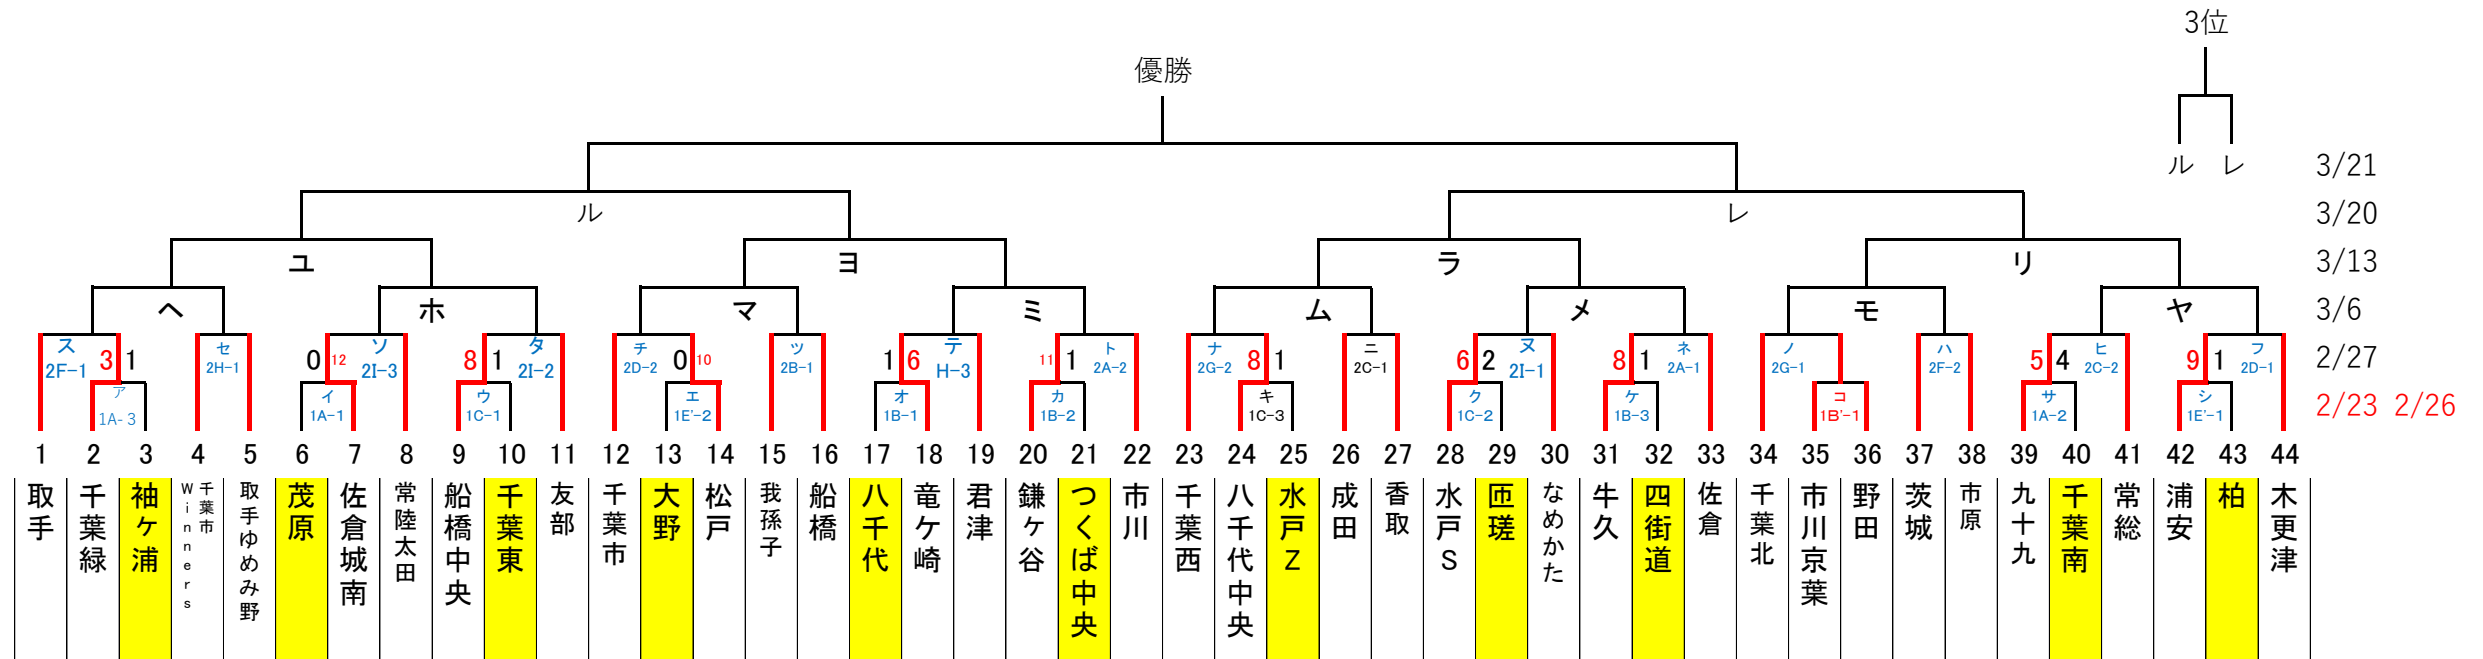 3位
優勝
ル レ 3/21
ル レ 3/20
ユ ヨ ラ リ 3/13
ヘ ホ マ ミ ム メ モ ヤ 3/6
ス 3 1 セ 0 12 ソ 8 1 タ チ 0 10 ツ 1 6 テ 11 1 ト ナ 8 1 ニ 6 2 ヌ 8 1 ネ ノ ハ 5 4 ヒ 9 1 フ 2/27
2F-1 2H-1 2I-3 2I-2 2D-2 2B-1 H-3 2A-2 2G-2 2C-1 2I-1 2A-1 2G-1 2F-2 2C-2 2D-1
ア イ ウ エ オ カ キ ク ケ コ サ シ 2/23 2/26
1A-3 1A-1 1C-1 1E'-2 1B-1 1B-2 1C-3 1C-2 1B-3 1B'-1 1A-2 1E'-1
1 2 3 4 5 6 7 8 9 10 11 12 13 14 15 16 17 18 19 20 21 22 23 24 25 26 27 28 29 30 31 32 33 34 35 36 37 38 39 40 41 42 43 44
取手
千葉緑
袖ヶ浦
千葉市
Winners
取手ゆめみ野
茂原
佐倉城南
常陸太田
船橋中央
千葉東
友部
千葉市
大野
松戸
我孫子
船橋
八千代
竜ケ崎
君津
鎌ヶ谷
つくば中央
市川
千葉西
八千代中央
水戸Z
成田
香取
水戸S
匝瑳
なめかた
牛久
四街道
佐倉
千葉北
市川京葉
野田
茨城
市原
九十九
千葉南
常総
浦安
柏
木更津